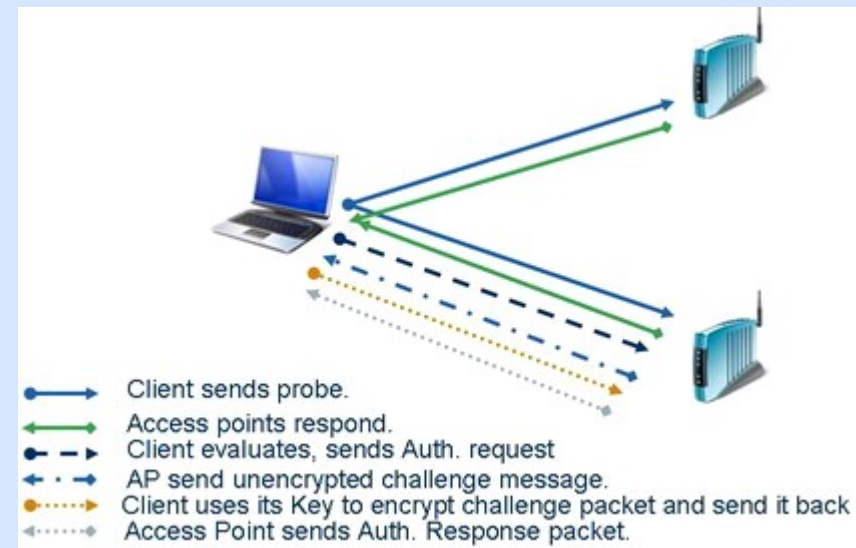 Client sends probe.
Access points respond.
Client evaluates, sends Auth. request
AP send unencrypted challenge message.
Client uses its Key to encrypt challenge packet and send it back
Access Point sends Auth. Response packet.